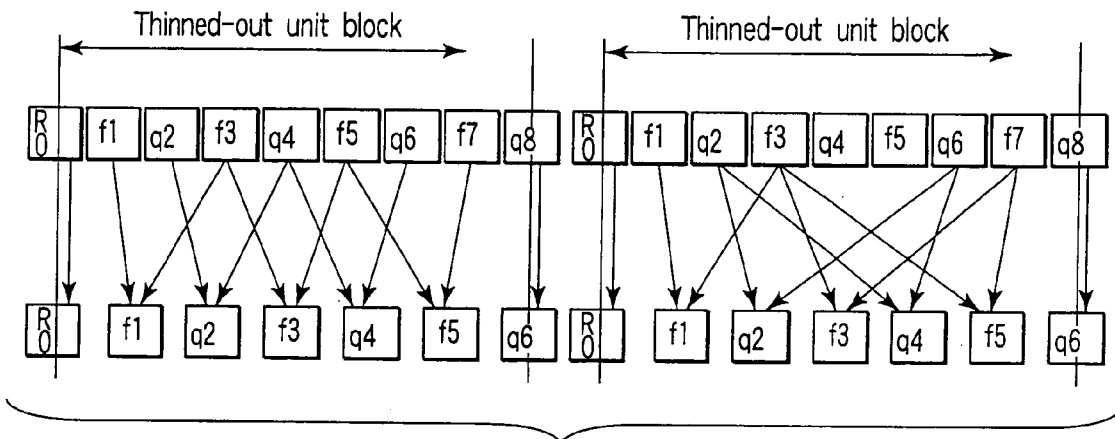 Thinned-out unit block Thinned-out unit block
R0 f1 q2 f3 q4 f5 q6 f7 q8 R0 f1 q2 f3 q4 f5 q6 f7 q8
R0 f1 q2 f3 q4 f5 q6 R0 f1 q2 f3 q4 f5 q6